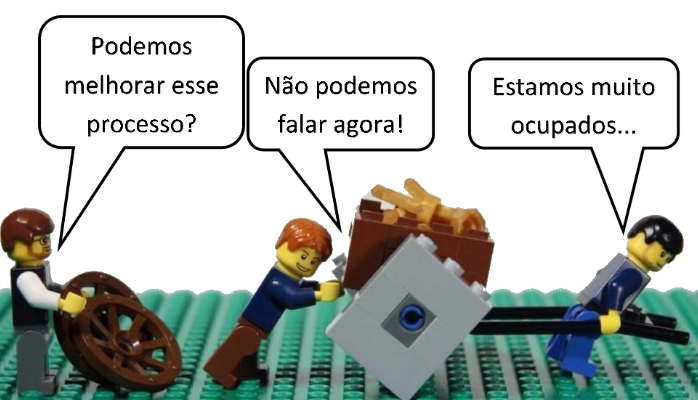 Podemos
melhorar esse
processo?
Não podemos
falar agora!
Estamos muito
ocupados...